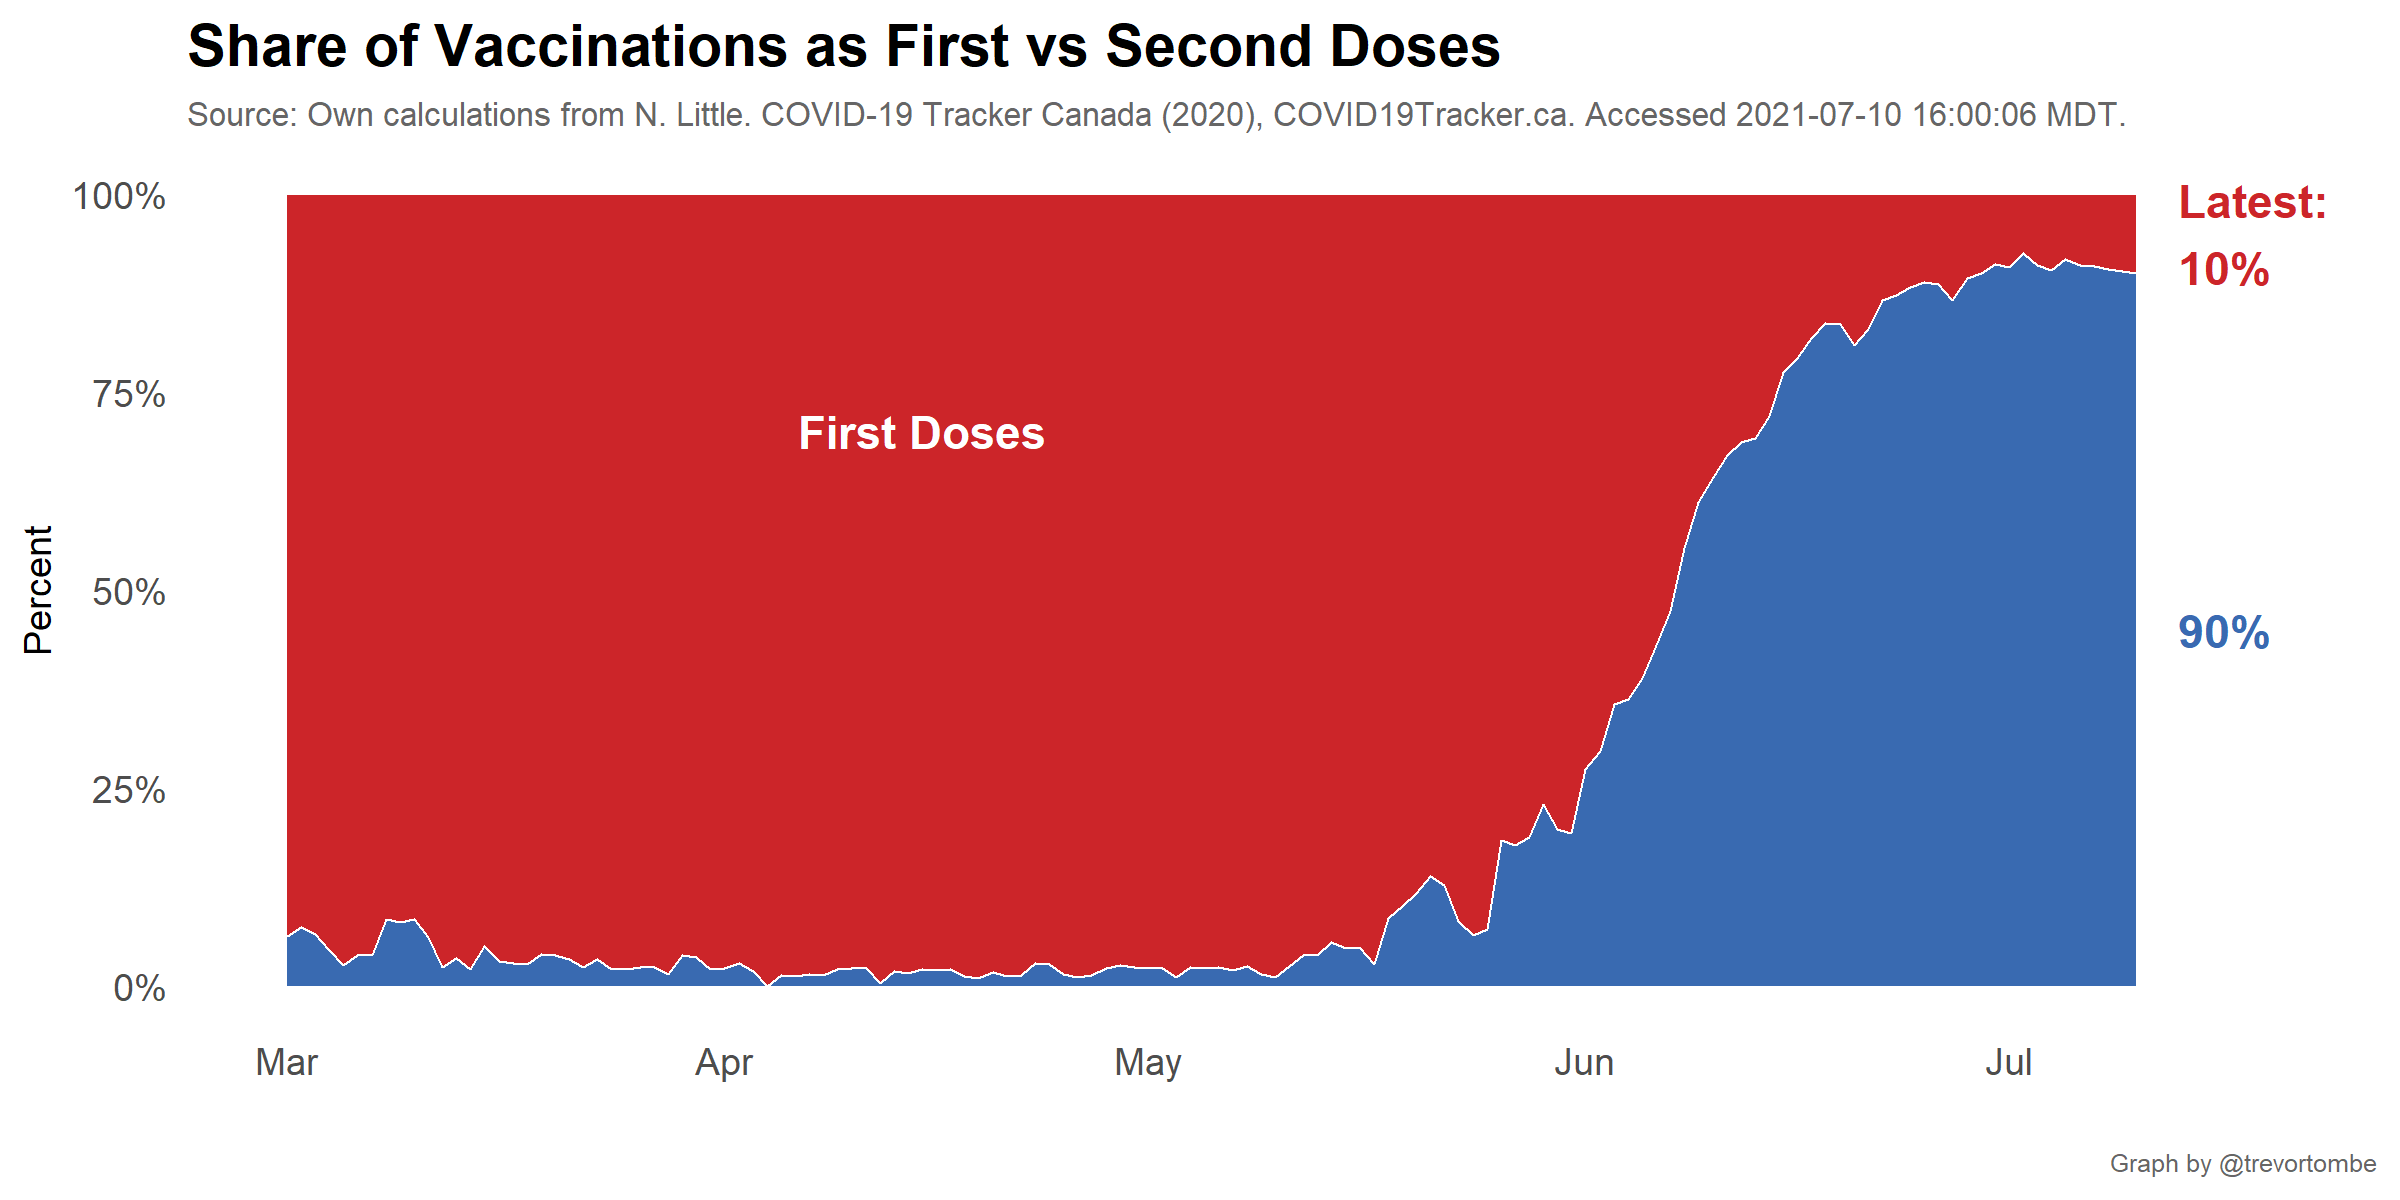 Share of Vaccinations as First vs Second Doses
Source: Own calculations from N. Little. COVID-19 Tracker Canada (2020), COVID19Tracker.ca. Accessed 2021-07-10 16:00:06 MDT.
100%
75%
50%
25%
0%
Percent
First Doses
Latest:
10%
90%
Mar
Apr
May
Jun
Jul
Graph by @trevortombe